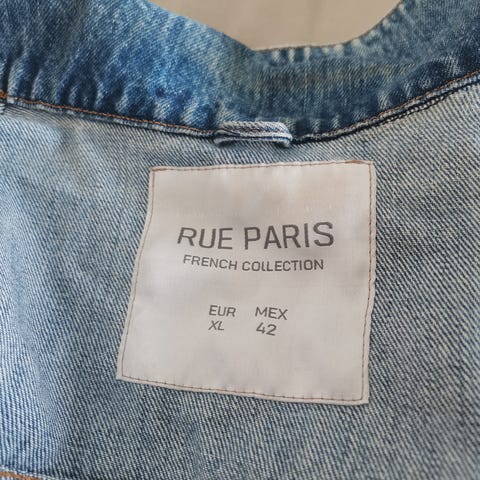 RUE PARIS
FRENCH COLLECTION
EUR MEX
XL 42